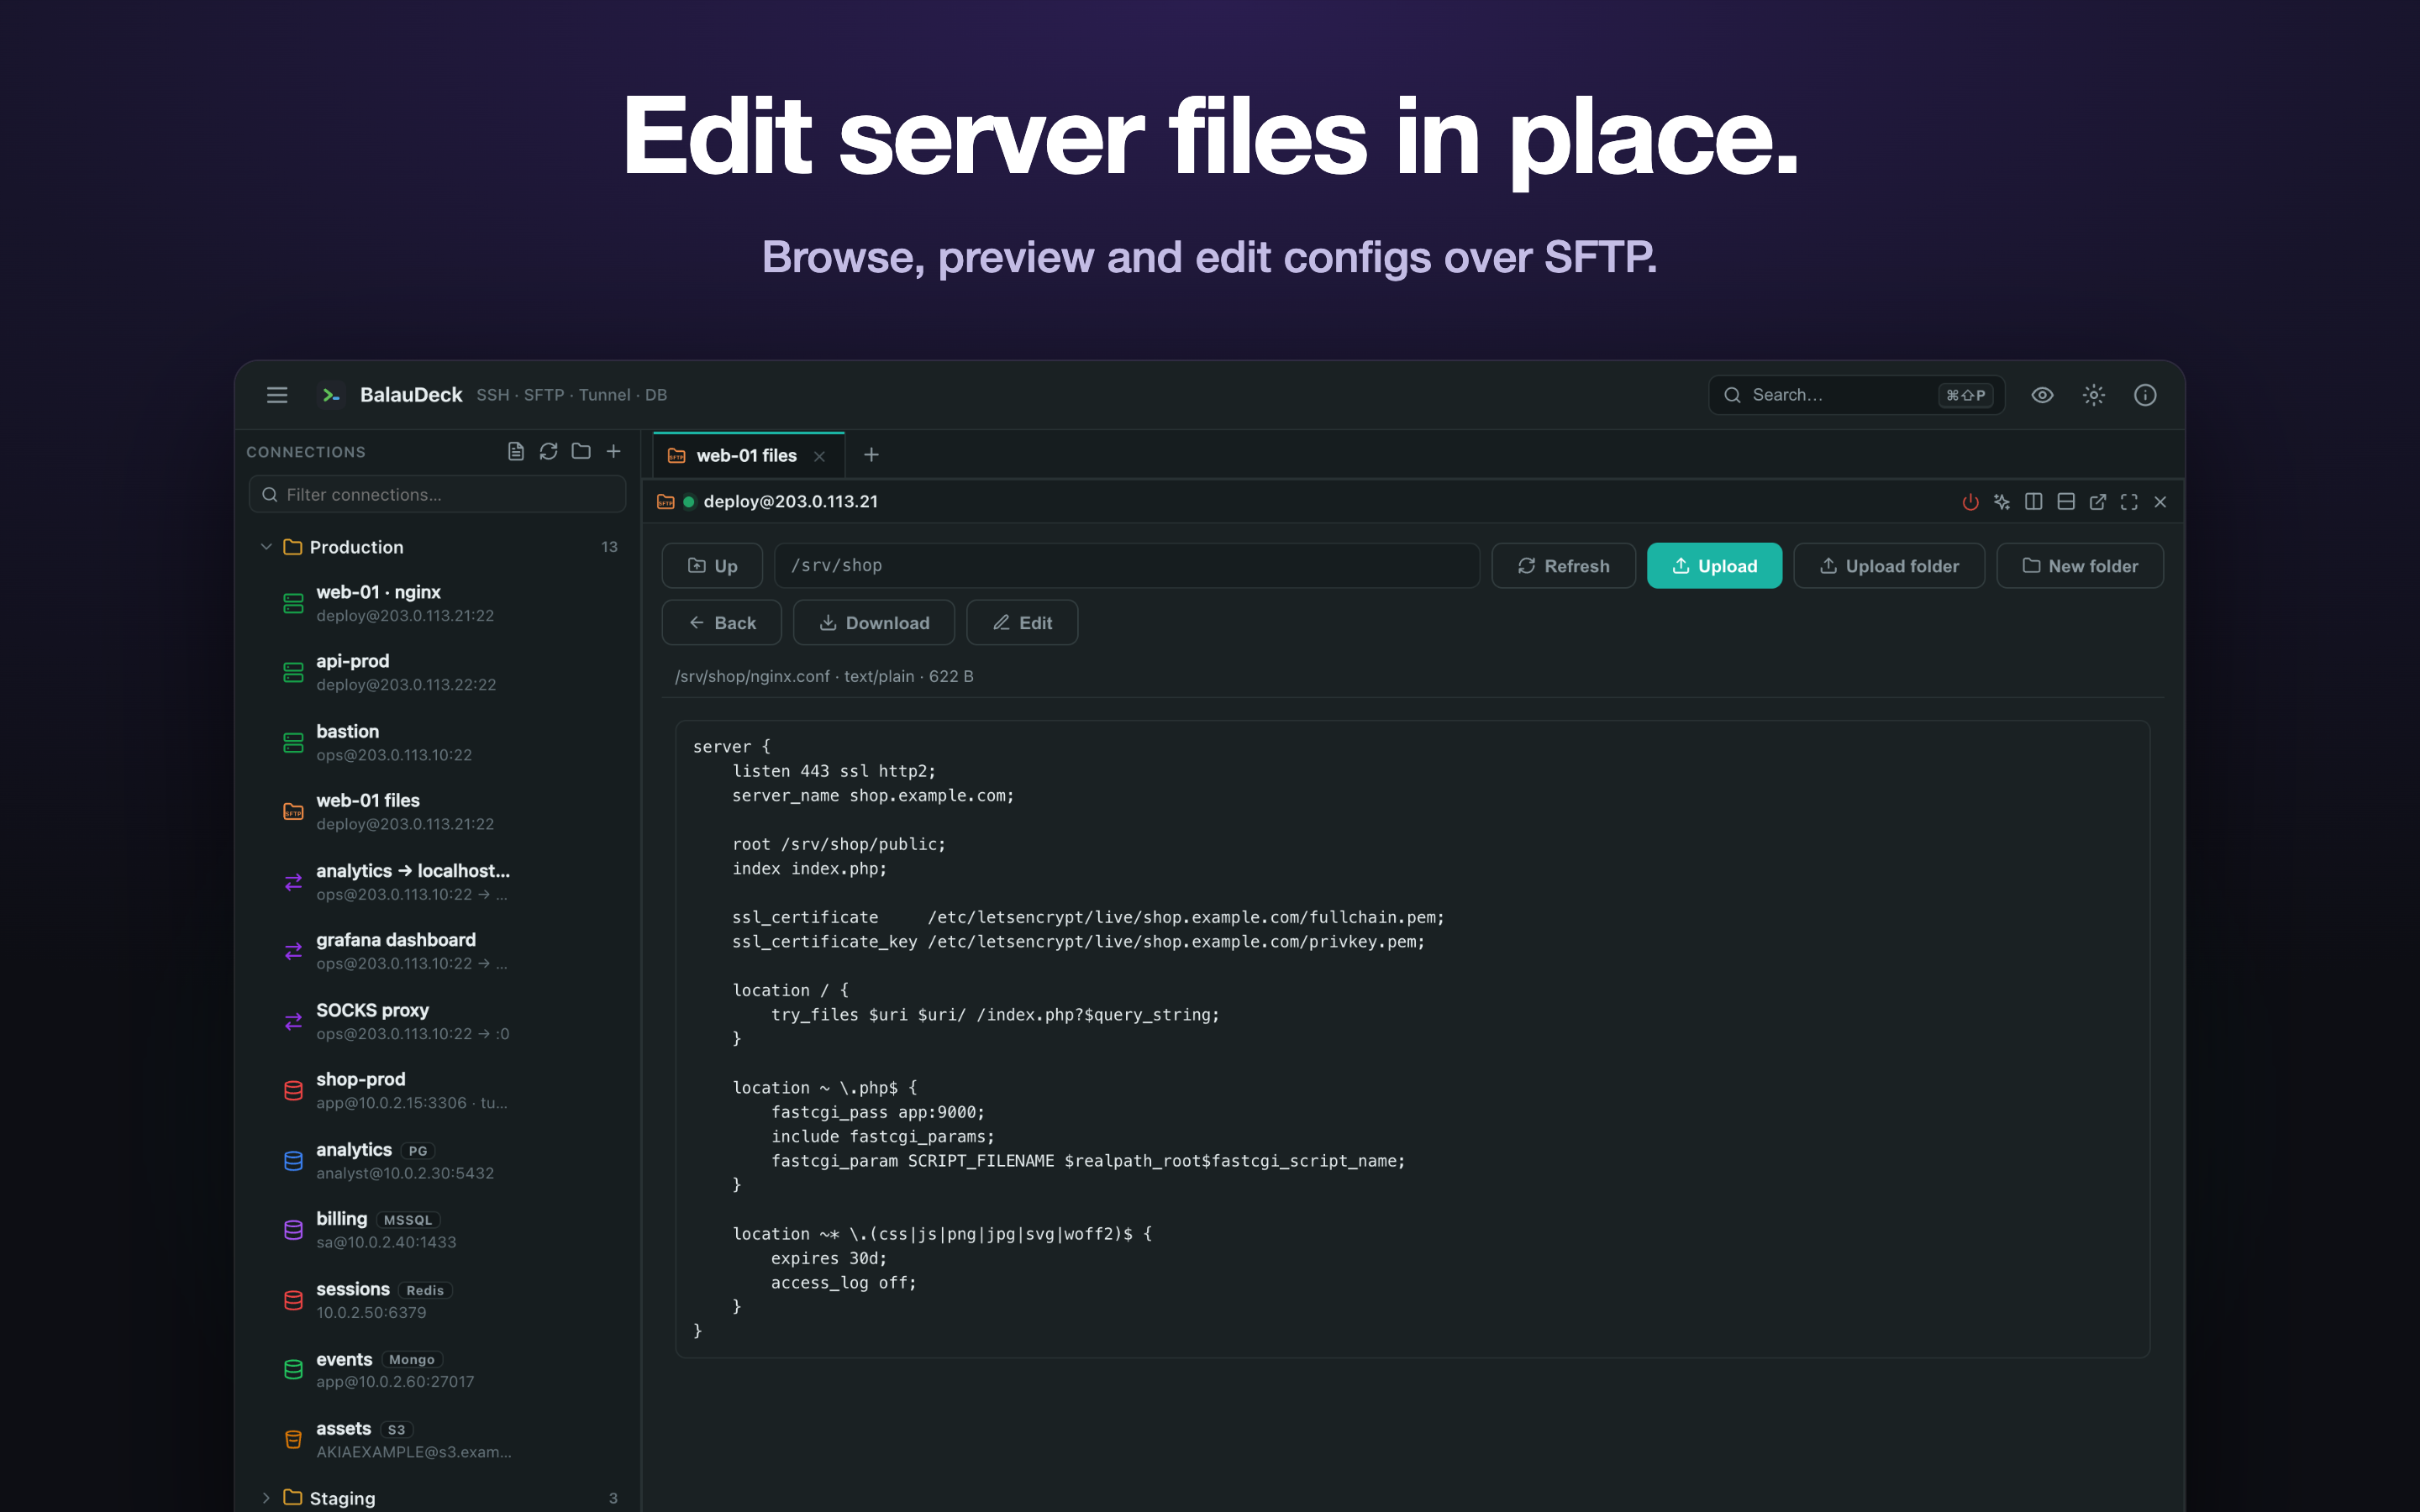 Edit server files in place.
Browse, preview and edit configs over SFTP.
BalauDeck SSH · SFTP · Tunnel · DB
Search... ⌘⇧P
CONNECTIONS
Filter connections...
Production 13
web-01 · nginx
deploy@203.0.113.21:22
api-prod
deploy@203.0.113.22:22
bastion
ops@203.0.113.10:22
web-01 files
deploy@203.0.113.21:22
analytics → localhost...
ops@203.0.113.10:22 → ...
grafana dashboard
ops@203.0.113.10:22 → ...
SOCKS proxy
ops@203.0.113.10:22 → :0
shop-prod
app@10.0.2.15:3306 · tu...
analytics PG
analyst@10.0.2.30:5432
billing MSSQL
sa@10.0.2.40:1433
sessions Redis
10.0.2.50:6379
events Mongo
app@10.0.2.60:27017
assets S3
AKIAEXAMPLE@s3.exam...
Staging 3
web-01 files
deploy@203.0.113.21
Up /srv/shop Refresh Upload Upload folder New folder
Back Download Edit
/srv/shop/nginx.conf · text/plain · 622 B
server {
    listen 443 ssl http2;
    server_name shop.example.com;
    root /srv/shop/public;
    index index.php;
    ssl_certificate     /etc/letsencrypt/live/shop.example.com/fullchain.pem;
    ssl_certificate_key /etc/letsencrypt/live/shop.example.com/privkey.pem;
    location / {
        try_files $uri $uri/ /index.php?$query_string;
    }
    location ~ \.php$ {
        fastcgi_pass app:9000;
        include fastcgi_params;
        fastcgi_param SCRIPT_FILENAME $realpath_root$fastcgi_script_name;
    }
    location ~* \.(css|js|png|jpg|svg|woff2)$ {
        expires 30d;
        access_log off;
    }
}